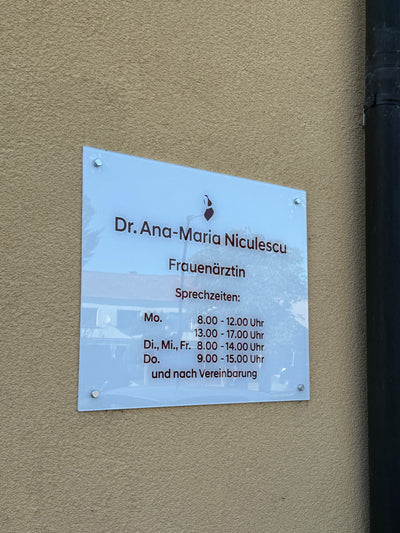 Dr. Ana-Maria Niculescu
Frauenärztin
Sprechzeiten:
Mo. 8.00 - 12.00 Uhr
13.00 - 17.00 Uhr
Di., Mi., Fr. 8.00 - 14.00 Uhr
Do. 9.00 - 15.00 Uhr
und nach Vereinbarung